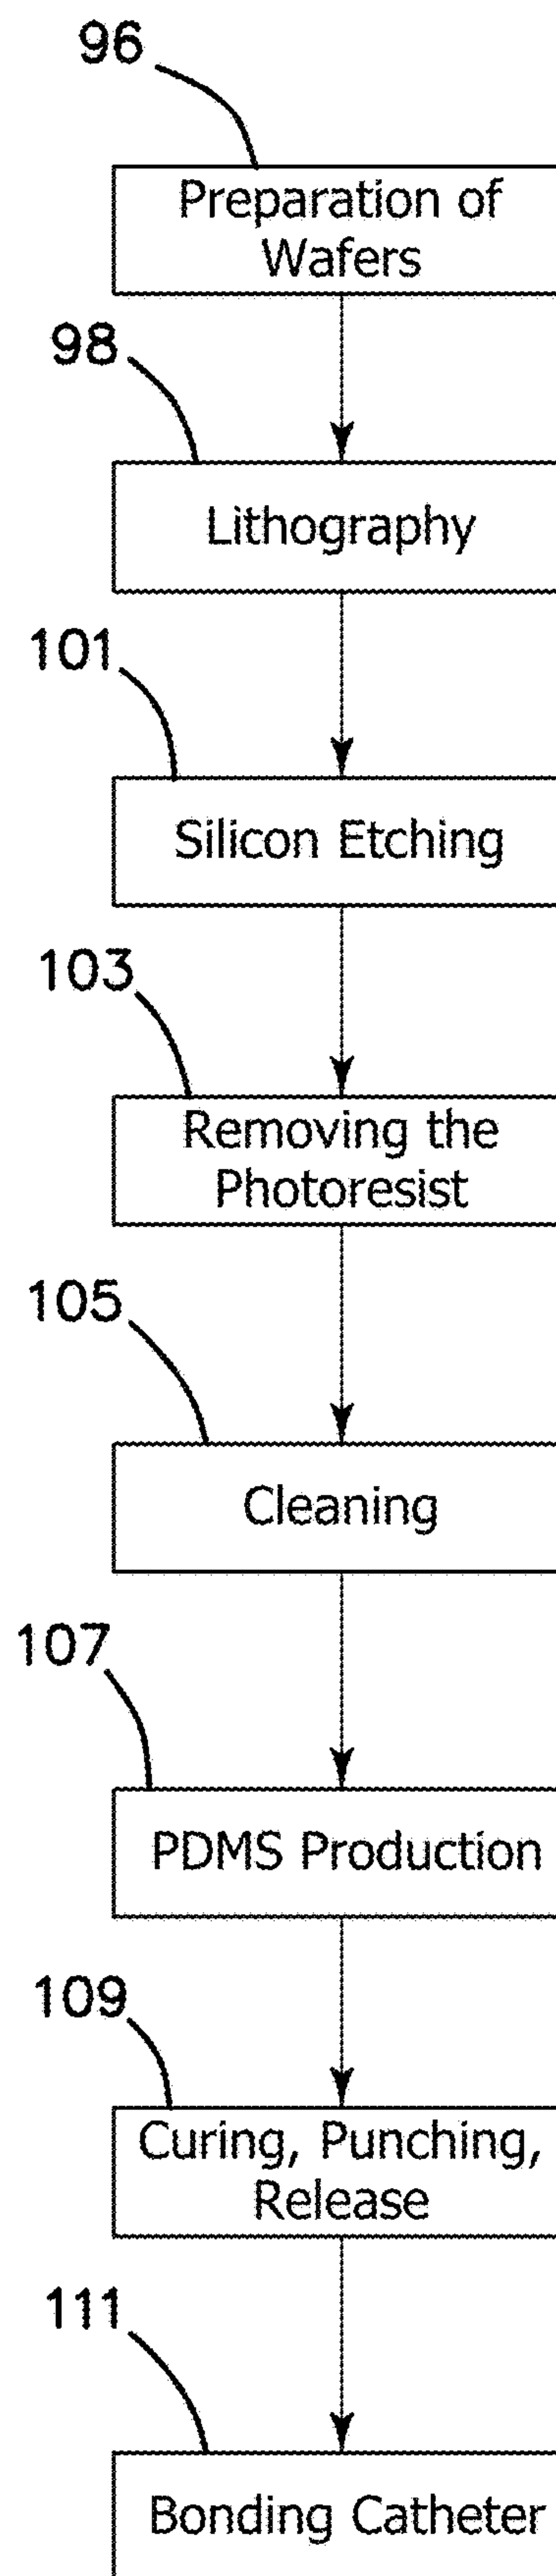 96
Preparation of
Wafers
98
Lithography
101
Silicon Etching
103
Removing the
Photoresist
105
Cleaning
107
PDMS Production
109
Curing, Punching,
Release
111
Bonding Catheter